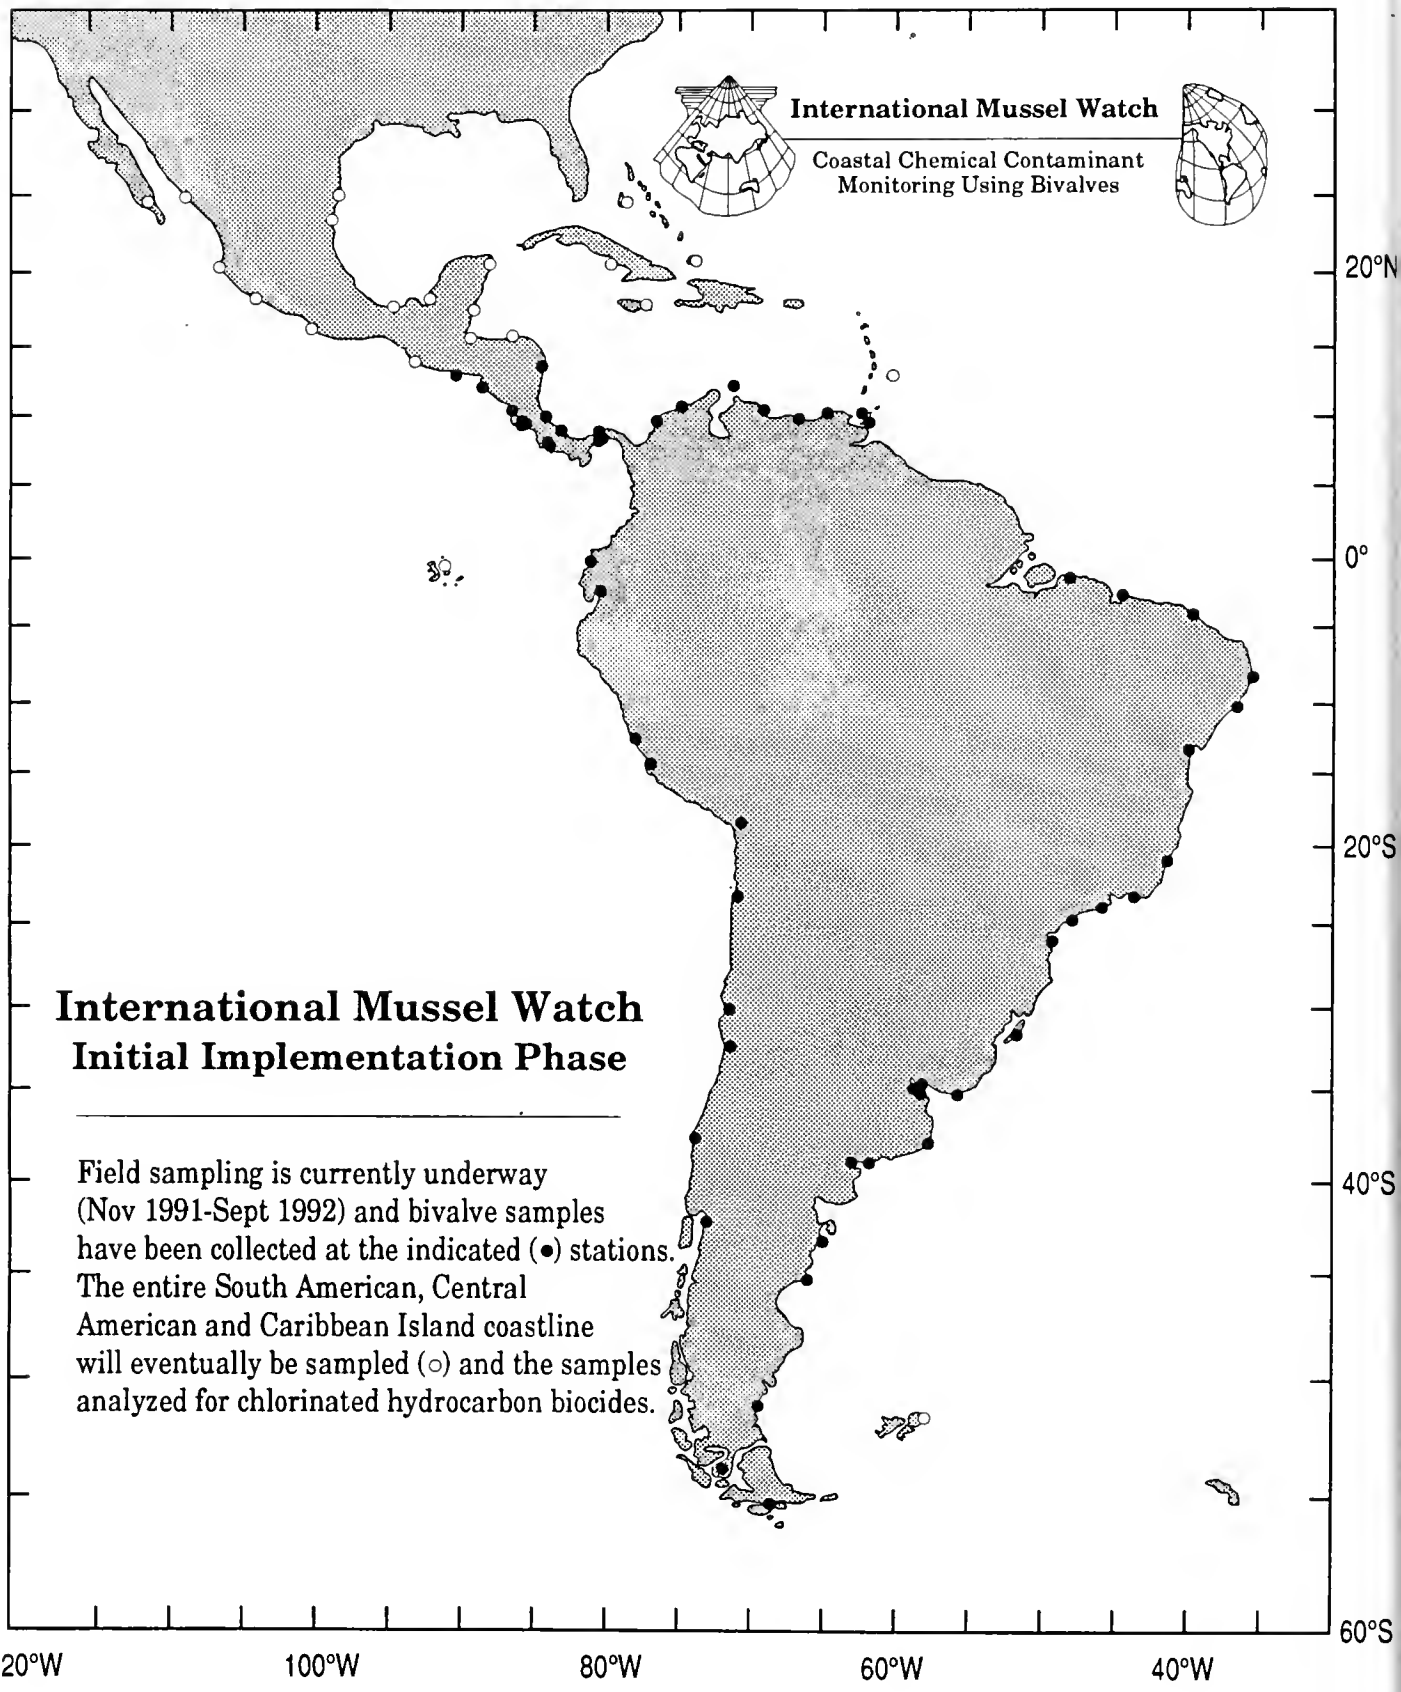 International Mussel Watch
Coastal Chemical Contaminant
Monitoring Using Bivalves
20°N
0°
20°S
International Mussel Watch
Initial Implementation Phase
Field sampling is currently underway
(Nov 1991-Sept 1992) and bivalve samples
have been collected at the indicated (●) stations.
The entire South American, Central
American and Caribbean Island coastline
will eventually be sampled (○) and the samples
analyzed for chlorinated hydrocarbon biocides.
40°S
60°S
20°W 100°W 80°W 60°W 40°W